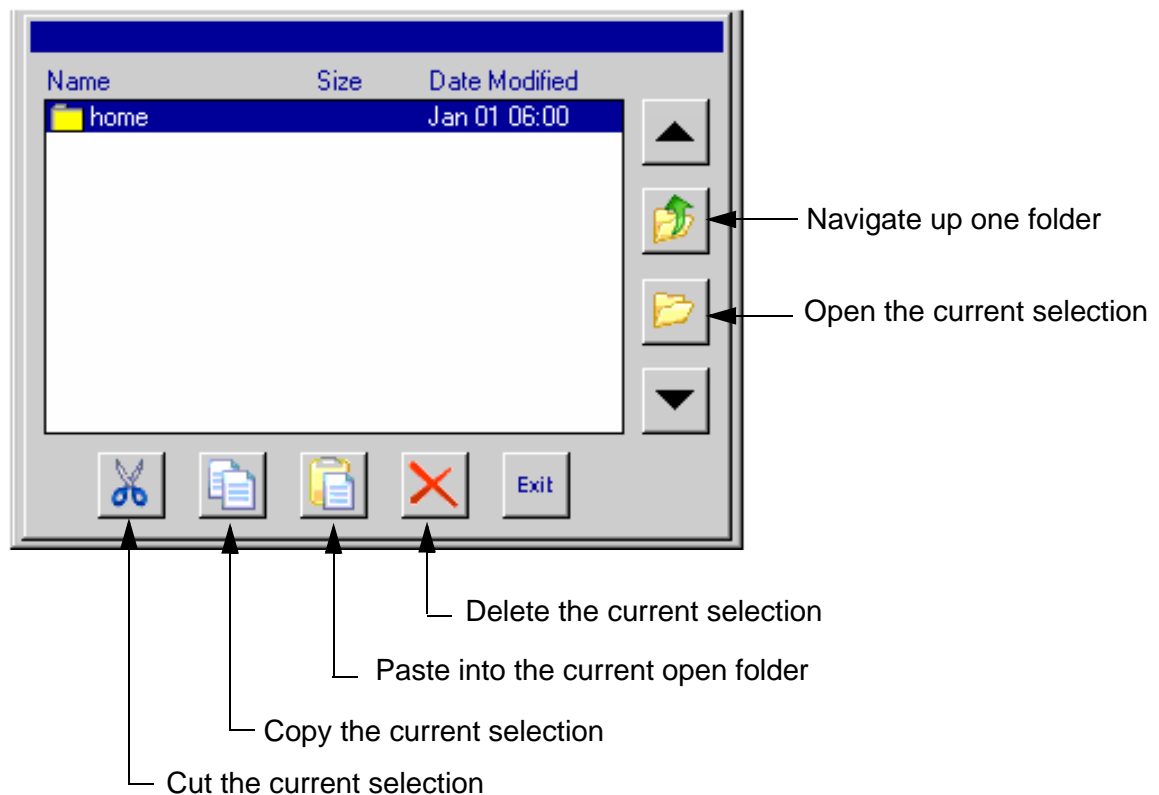 Name Size Date Modified
home Jan 01 06:00
Navigate up one folder
Open the current selection
Exit
Delete the current selection
Paste into the current open folder
Copy the current selection
Cut the current selection